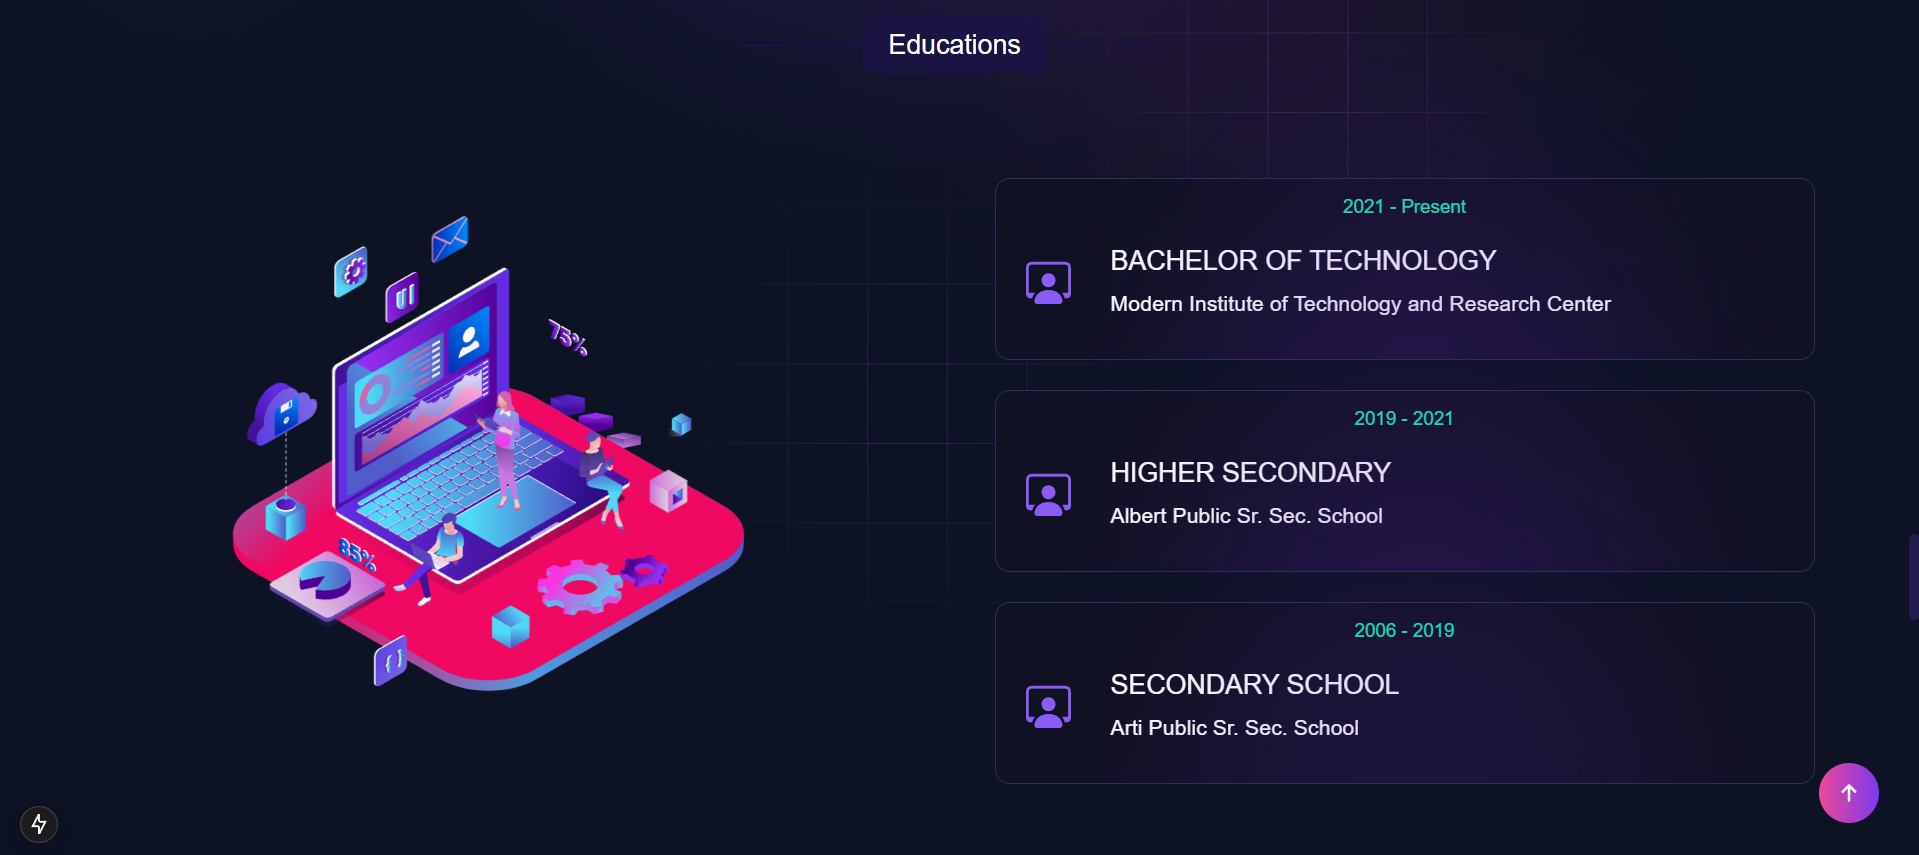 Educations
UI
75%
85%
{ }
2021 - Present
BACHELOR OF TECHNOLOGY
Modern Institute of Technology and Research Center
2019 - 2021
HIGHER SECONDARY
Albert Public Sr. Sec. School
2006 - 2019
SECONDARY SCHOOL
Arti Public Sr. Sec. School